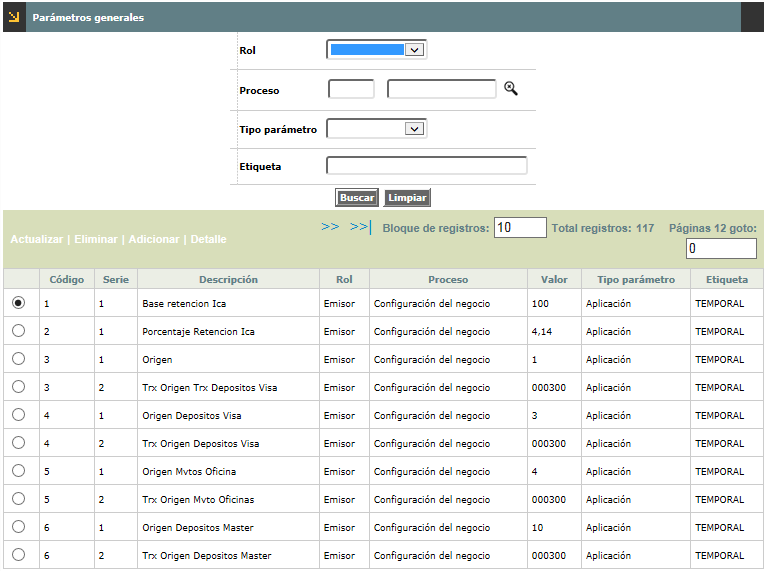 Parámetros generales
Rol
Proceso
Tipo parámetro
Etiqueta
Buscar Limpiar
Actualizar | Eliminar | Adicionar | Detalle >> >>| Bloque de registros: 10 Total registros: 117 Páginas 12 goto: 0
Código Serie Descripción Rol Proceso Valor Tipo parámetro Etiqueta
1 1 Base retencion Ica Emisor Configuración del negocio 100 Aplicación TEMPORAL
2 1 Porcentaje Retencion Ica Emisor Configuración del negocio 4,14 Aplicación TEMPORAL
3 1 Origen Emisor Configuración del negocio 1 Aplicación TEMPORAL
3 2 Trx Origen Trx Depositos Visa Emisor Configuración del negocio 000300 Aplicación TEMPORAL
4 1 Origen Depositos Visa Emisor Configuración del negocio 3 Aplicación TEMPORAL
4 2 Trx Origen Depositos Visa Emisor Configuración del negocio 000300 Aplicación TEMPORAL
5 1 Origen Mvtos Oficina Emisor Configuración del negocio 4 Aplicación TEMPORAL
5 2 Trx Origen Mvto Oficinas Emisor Configuración del negocio 000300 Aplicación TEMPORAL
6 1 Origen Depositos Master Emisor Configuración del negocio 10 Aplicación TEMPORAL
6 2 Trx Origen Depositos Master Emisor Configuración del negocio 000300 Aplicación TEMPORAL